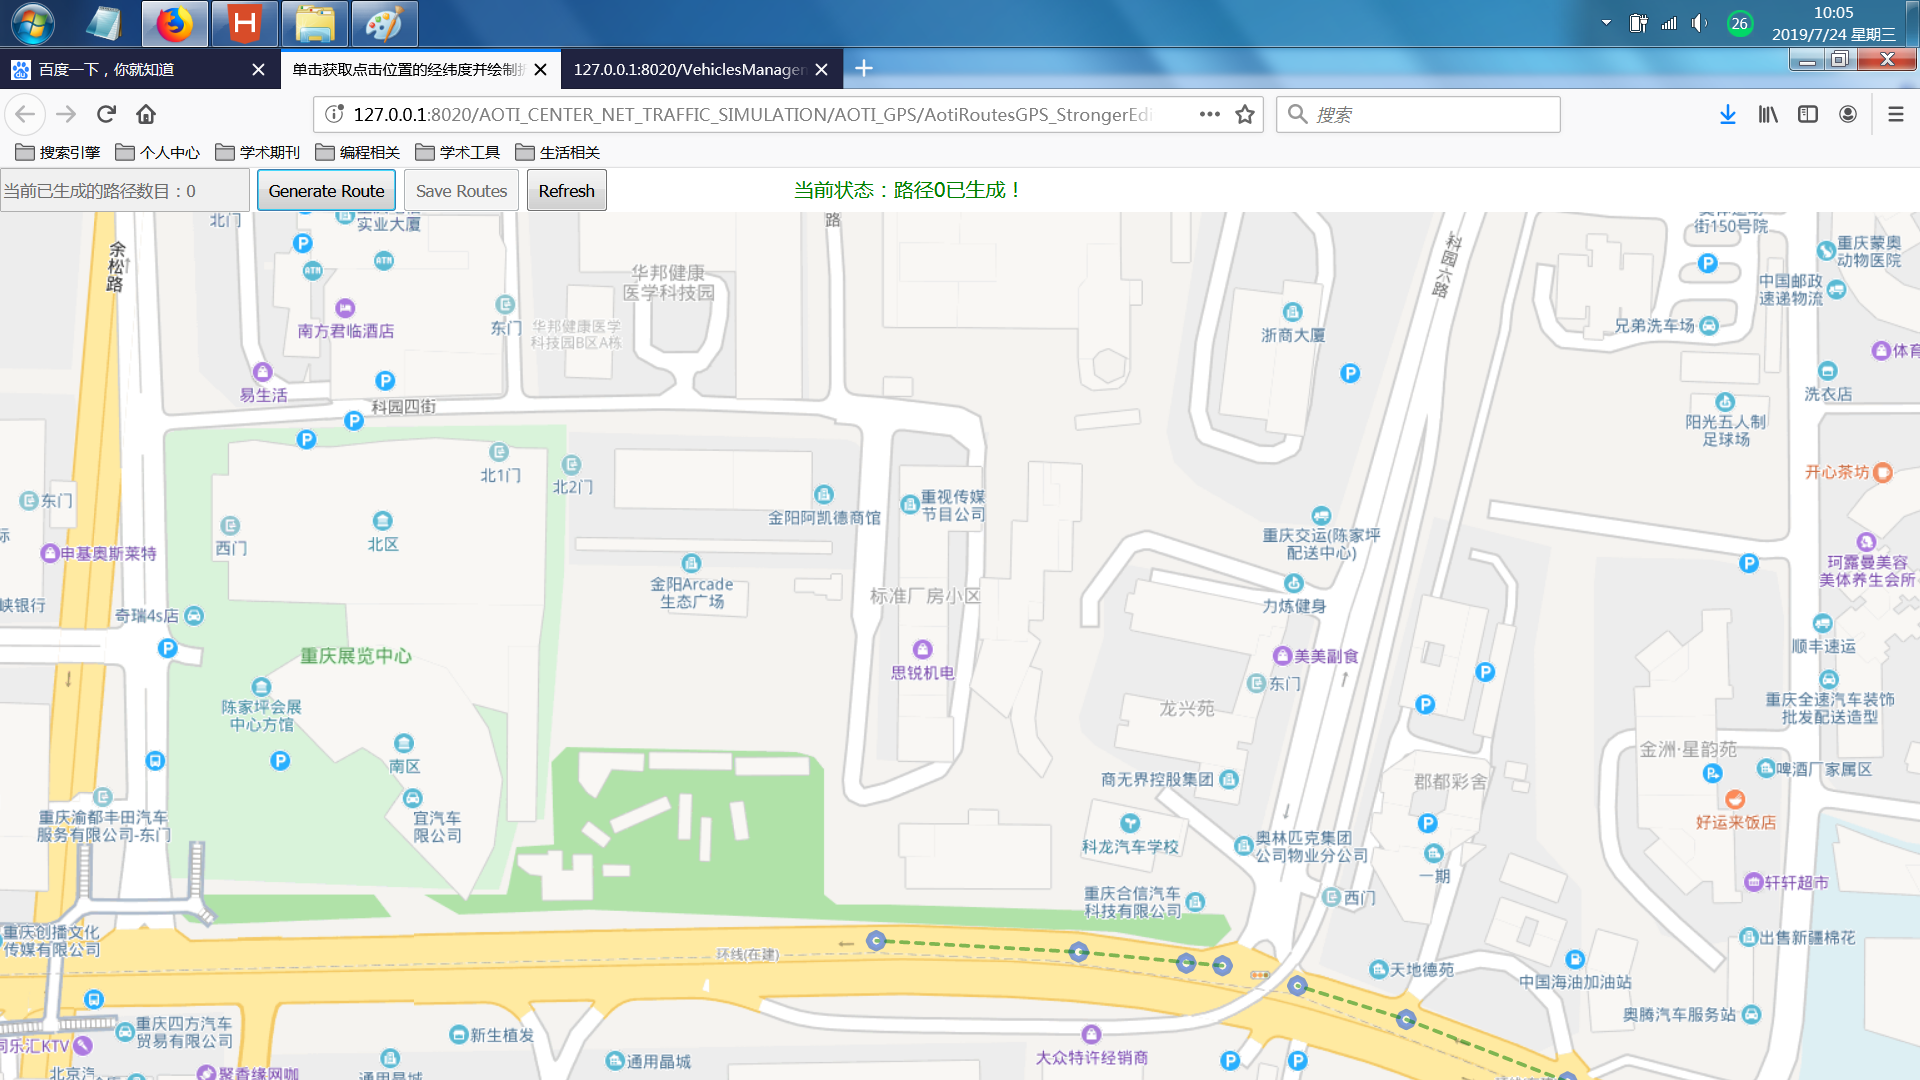 10:05
26
2019/7/24 星期三
百度一下，你就知道
单击获取点击位置的经纬度并绘制折
127.0.0.1:8020/VehiclesManagem
127.0.0.1:8020/AOTI_CENTER_NET_TRAFFIC_SIMULATION/AOTI_GPS/AotiRoutesGPS_StrongerEdi
搜索
搜索引擎
个人中心
学术期刊
编程相关
学术工具
生活相关
当前已生成的路径数目：0
Generate Route
Save Routes
Refresh
当前状态：路径0已生成！
北门
实业大厦
路
街150号院
余松路
科园六路
重庆蒙奥
动物医院
华邦健康
医学科技园
中国邮政
速递物流
ATM
ATM
南方君临酒店
东门
华邦健康医学
科技园B区A栋
浙商大厦
兄弟洗车场
体育
易生活
科园四街
洗衣店
阳光五人制
足球场
北1门
北2门
开心茶坊
东门
金阳阿凯德商馆
重视传媒
节目公司
西门
北区
重庆交运(陈家坪
配送中心)
申基奥斯莱特
珂露曼美容
美体养生会所
金阳Arcade
生态广场
标准厂房小区
力炼健身
峡银行
奇瑞4s店
顺丰速运
重庆展览中心
思锐机电
美美副食
东门
陈家坪会展
中心方馆
龙兴苑
重庆全速汽车装饰
批发配送造型
金洲·星韵苑
南区
商无界控股集团
郡都彩舍
啤酒厂家属区
重庆渝都丰田汽车
服务有限公司-东门
宜汽车
限公司
好运来饭店
科龙汽车学校
奥林匹克集团
公司物业分公司
一期
轩轩超市
重庆合信汽车
科技有限公司
西门
重庆创播文化
传媒有限公司
环线(在建)
出售新疆棉花
天地德苑
中国海油加油站
重庆四方汽车
贸易有限公司
新生植发
奥腾汽车服务站
同乐汇KTV
通用晶城
大众特许经销商
北京汽
聚香缘网咖
通用晶城